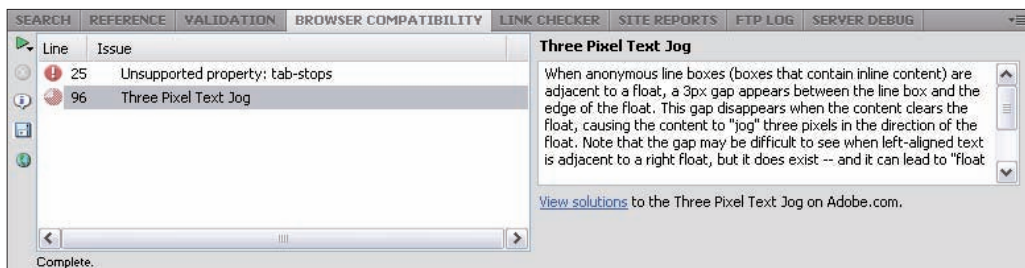 SEARCH REFERENCE VALIDATION BROWSER COMPATIBILITY LINK CHECKER SITE REPORTS FTP LOG SERVER DEBUG
Line Issue
25 Unsupported property: tab-stops
96 Three Pixel Text Jog
Complete.
Three Pixel Text Jog
When anonymous line boxes (boxes that contain inline content) are
adjacent to a float, a 3px gap appears between the line box and the
edge of the float. This gap disappears when the content clears the
float, causing the content to "jog" three pixels in the direction of the
float. Note that the gap may be difficult to see when left-aligned text
is adjacent to a right float, but it does exist -- and it can lead to "float
View solutions to the Three Pixel Text Jog on Adobe.com.